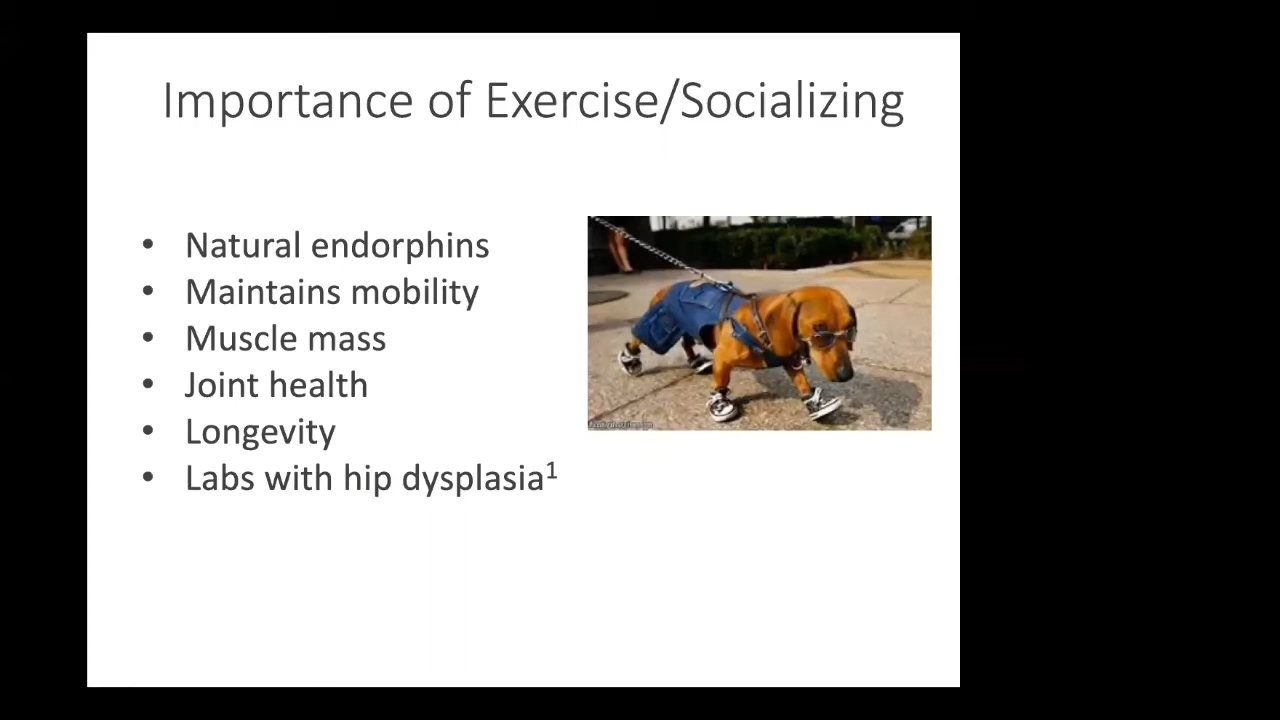 Importance of Exercise/Socializing
• Natural endorphins
• Maintains mobility
• Muscle mass
• Joint health
• Longevity
• Labs with hip dysplasia¹